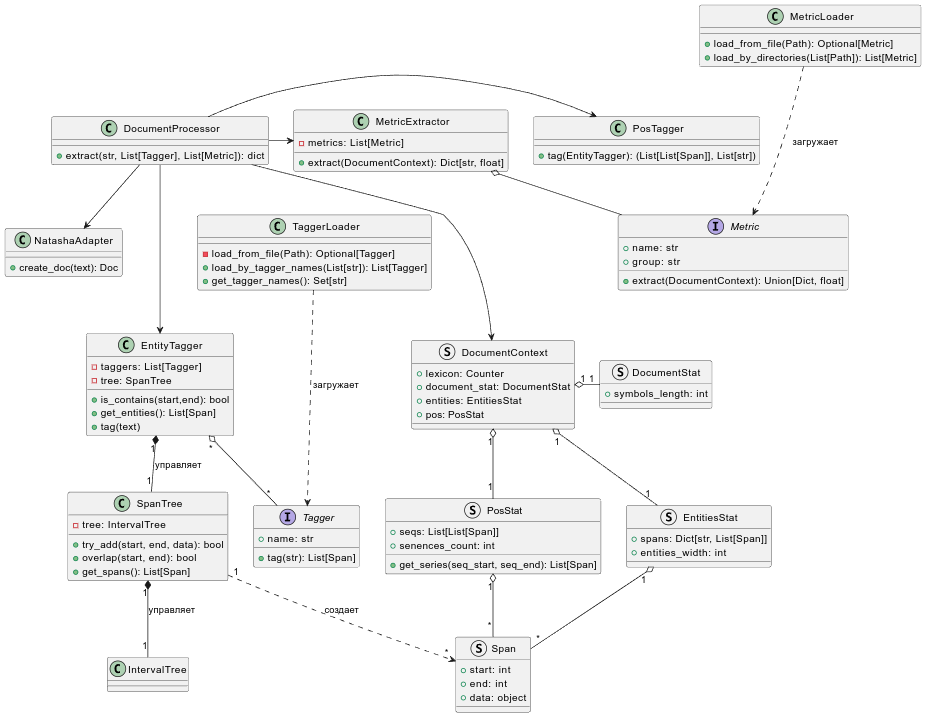 C MetricLoader
load_from_file(Path): Optional[Metric]
load_by_directories(List[Path]): List[Metric]
загружает
C DocumentProcessor
extract(str, List[Tagger], List[Metric]): dict
C MetricExtractor
metrics: List[Metric]
extract(DocumentContext): Dict[str, float]
C PosTagger
tag(EntityTagger): (List[List[Span]], List[str])
C NatashaAdapter
create_doc(text): Doc
C TaggerLoader
load_from_file(Path): Optional[Tagger]
load_by_tagger_names(List[str]): List[Tagger]
get_tagger_names(): Set[str]
I Metric
name: str
group: str
extract(DocumentContext): Union[Dict, float]
C EntityTagger
taggers: List[Tagger]
tree: SpanTree
is_contains(start,end): bool
get_entities(): List[Span]
tag(text)
загружает
S DocumentContext
lexicon: Counter
document_stat: DocumentStat
entities: EntitiesStat
pos: PosStat
1 1
S DocumentStat
symbols_length: int
1
управляет
1
*
*
1
1
1
1
C SpanTree
tree: IntervalTree
try_add(start, end, data): bool
overlap(start, end): bool
get_spans(): List[Span]
I Tagger
name: str
tag(str): List[Span]
S PosStat
seqs: List[List[Span]]
senences_count: int
get_series(seq_start, seq_end): List[Span]
S EntitiesStat
spans: Dict[str, List[Span]]
entities_width: int
1
управляет
1
1
создает
*
1
*
1
*
C IntervalTree
S Span
start: int
end: int
data: object